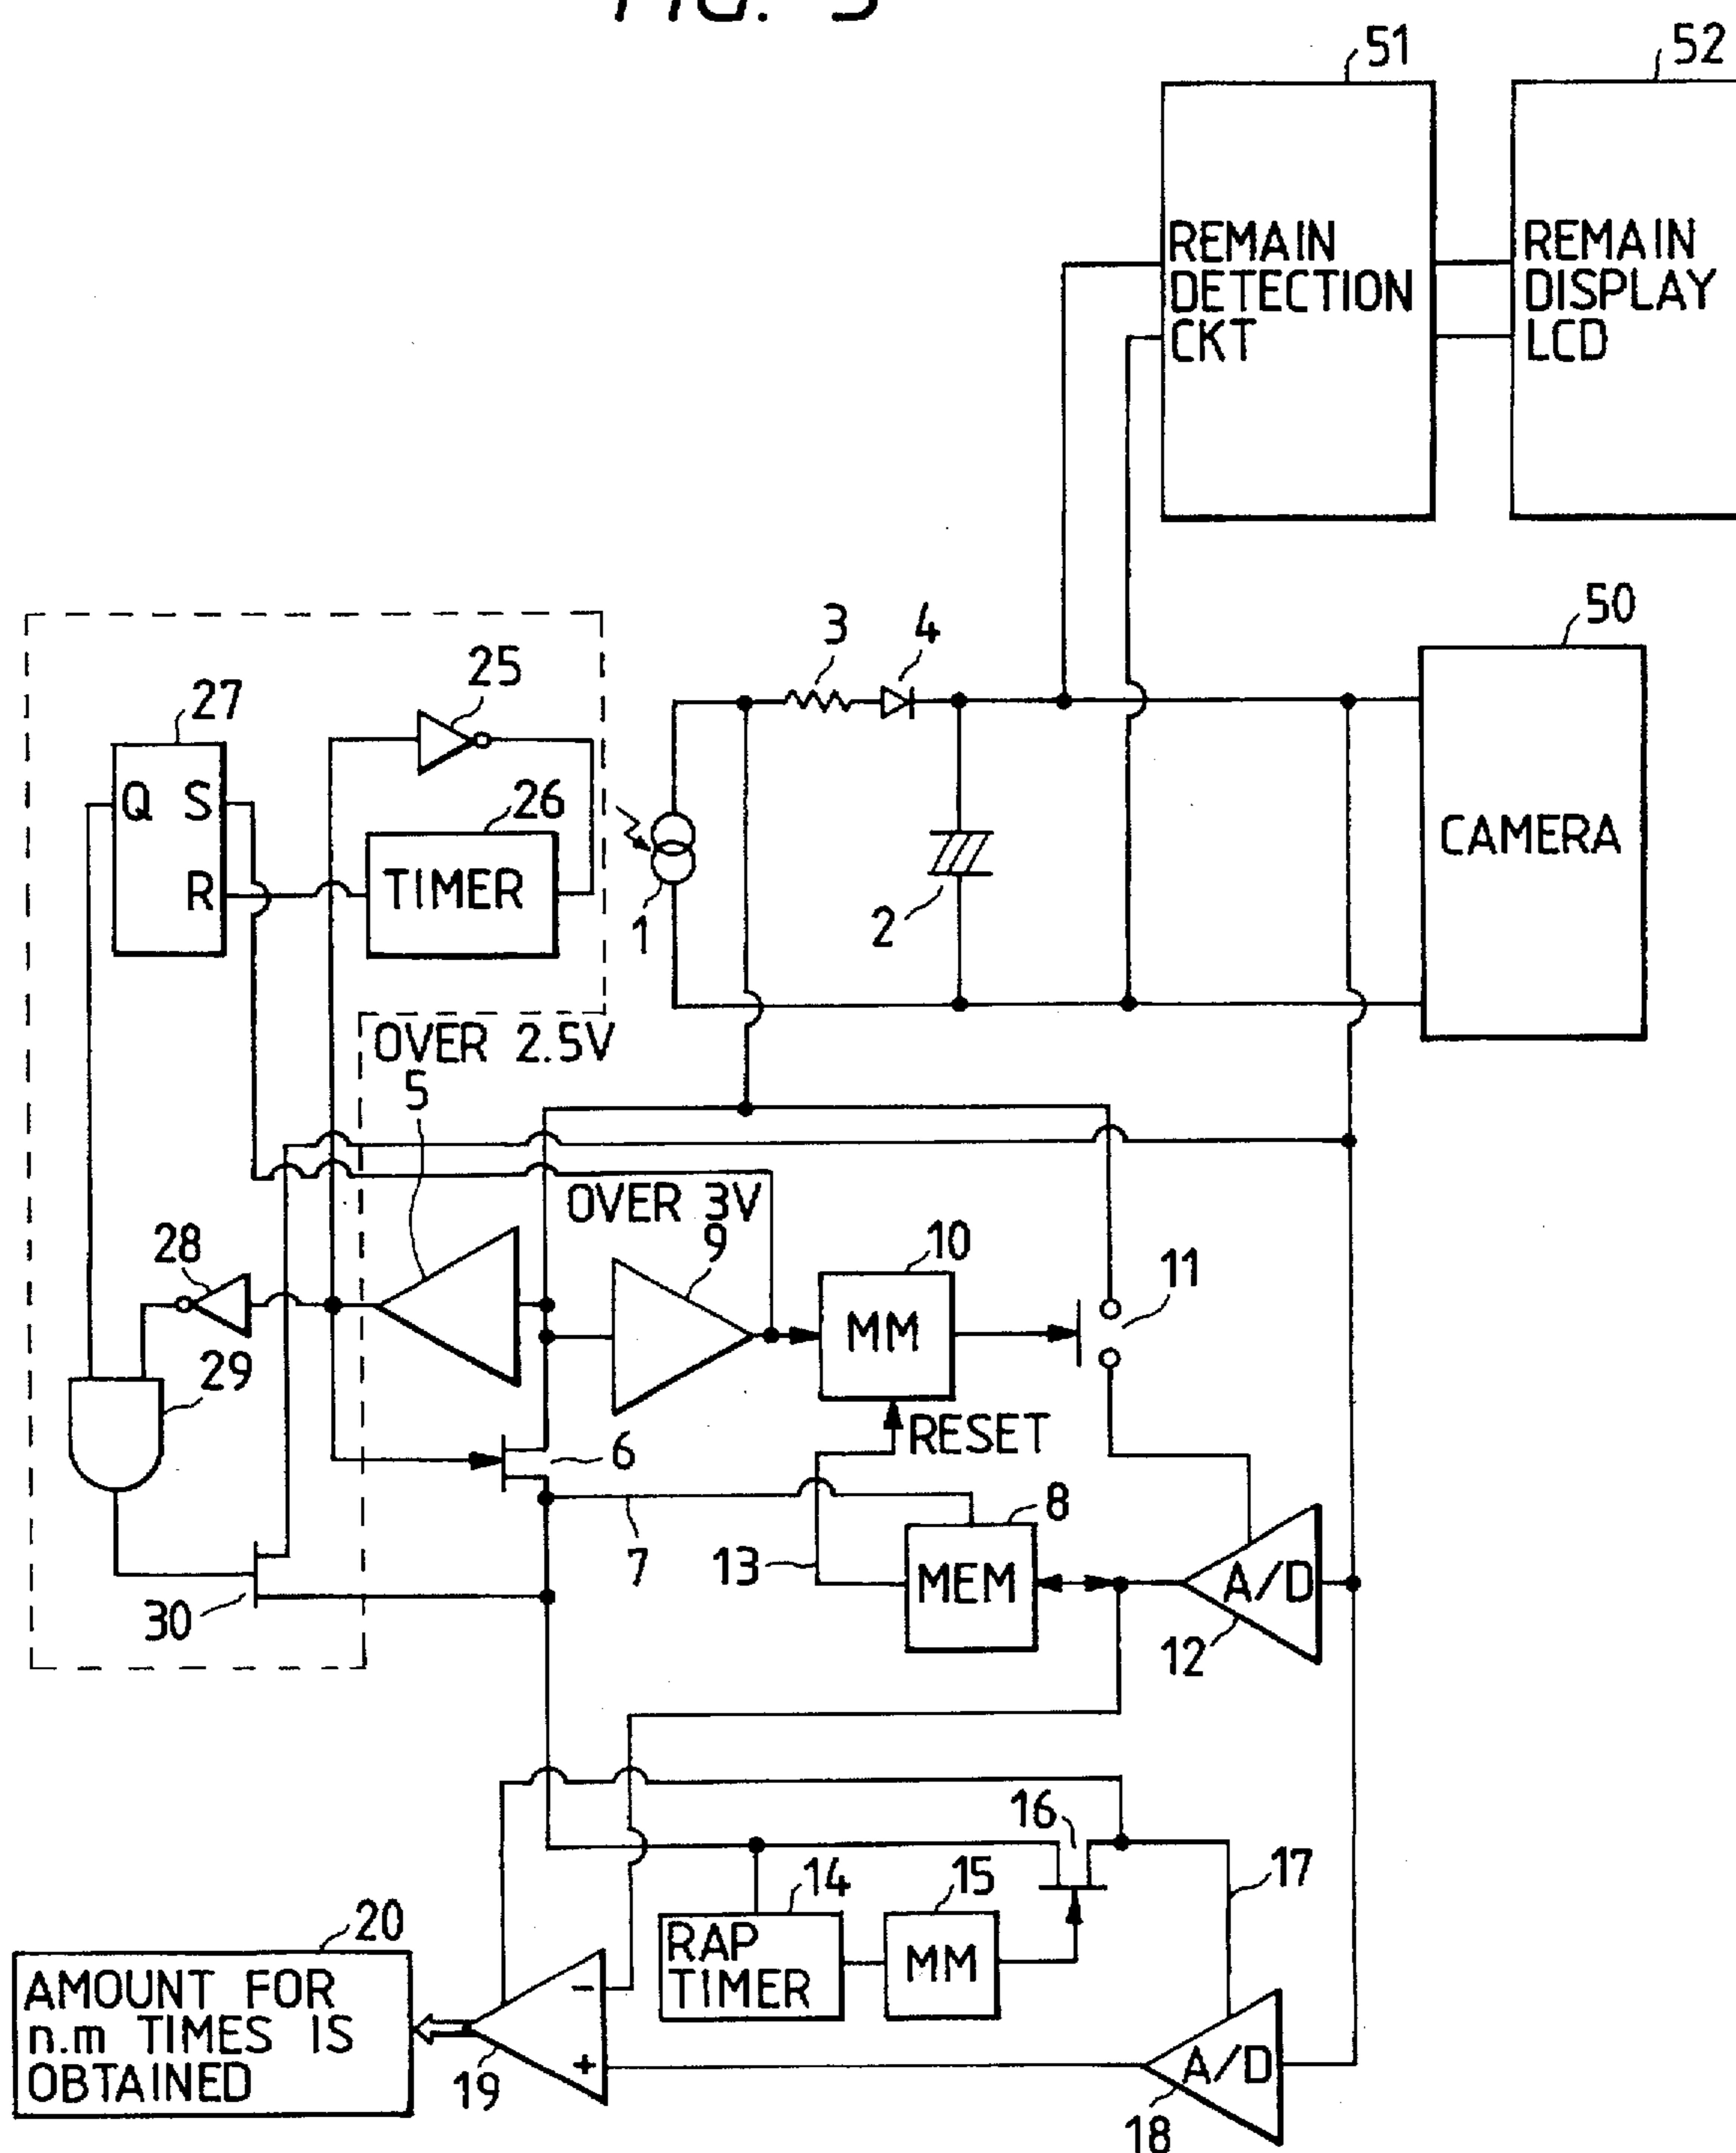 FIG. 5
51
52
REMAIN
DETECTION
CKT
REMAIN
DISPLAY
LCD
50
3
4
25
27
26
Q
S
R
TIMER
1
2
CAMERA
OVER 2.5V
5
OVER 3V
9
10
11
28
MM
29
RESET
6
7
8
13
MEM
A/D
30
12
16
14
15
17
20
RAP
TIMER
MM
AMOUNT FOR
n.m TIMES IS
OBTAINED
-
+
19
A/D
18